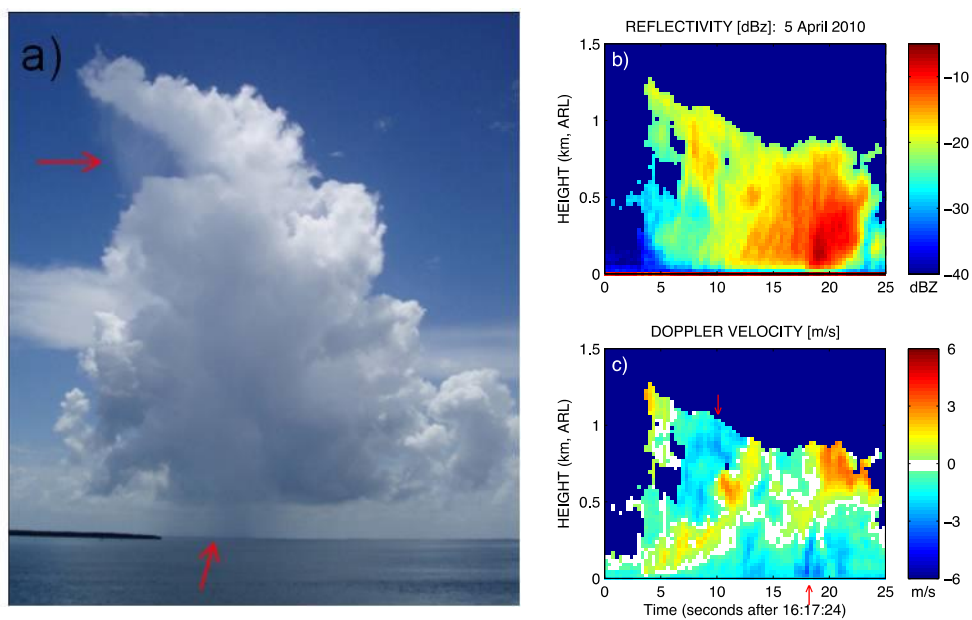 a)
REFLECTIVITY [dBz]: 5 April 2010
b)
1.5
1
0.5
0
HEIGHT (km, ARL)
0 5 10 15 20 25
−10
−20
−30
−40
dBZ
DOPPLER VELOCITY [m/s]
c)
1.5
1
0.5
0
HEIGHT (km, ARL)
0 5 10 15 20 25
Time (seconds after 16:17:24)
6
3
0
−3
−6
m/s